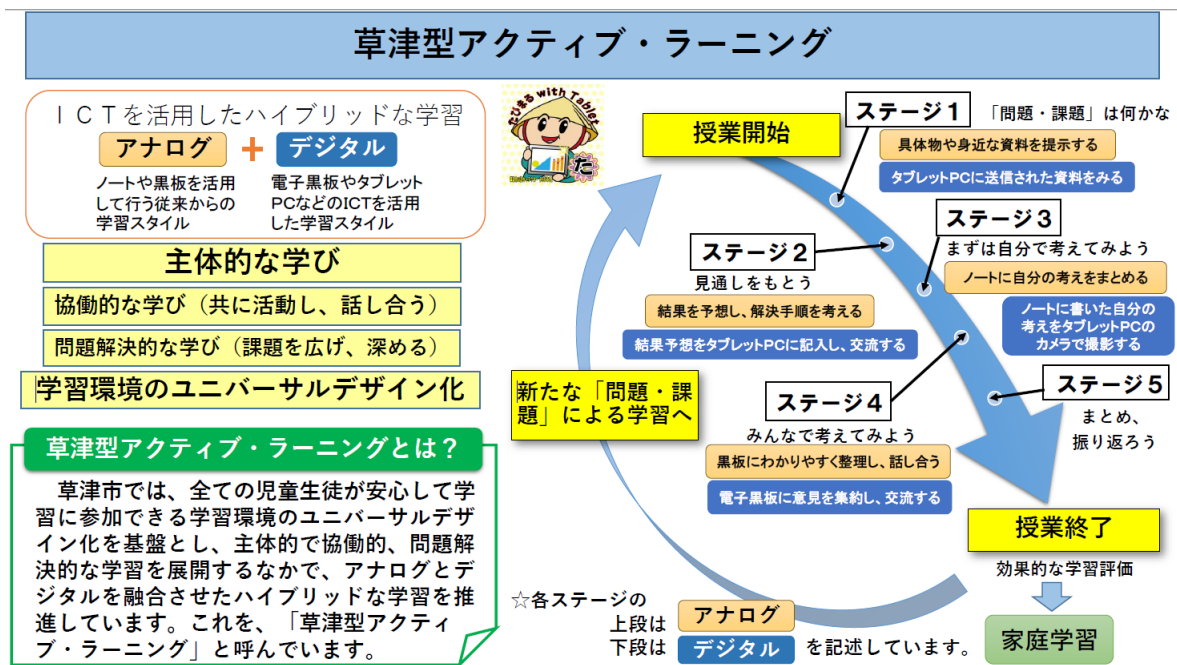 草津型アクティブ・ラーニング
ＩＣＴを活用したハイブリッドな学習
アナログ + デジタル
ノートや黒板を活用
して行う従来からの
学習スタイル
電子黒板やタブレット
PCなどのICTを活用
した学習スタイル
主体的な学び
協働的な学び（共に活動し、話し合う）
問題解決的な学び（課題を広げ、深める）
学習環境のユニバーサルデザイン化
草津型アクティブ・ラーニングとは？
草津市では、全ての児童生徒が安心して学
習に参加できる学習環境のユニバーサルデザ
イン化を基盤とし、主体的で協働的、問題解
決的な学習を展開するなかで、アナログとデ
ジタルを融合させたハイブリッドな学習を推
進しています。これを、「草津型アクティ
ブ・ラーニング」と呼んでいます。
たび丸 with Tablet
た
授業開始
ステージ１
「問題・課題」は何かな
具体物や身近な資料を提示する
タブレットPCに送信された資料をみる
ステージ２
見通しをもとう
結果を予想し、解決手順を考える
結果予想をタブレットPCに記入し、交流する
ステージ３
まずは自分で考えてみよう
ノートに自分の考えをまとめる
ノートに書いた自分の
考えをタブレットPCの
カメラで撮影する
ステージ４
みんなで考えてみよう
黒板にわかりやすく整理し、話し合う
電子黒板に意見を集約し、交流する
ステージ５
まとめ、
振り返ろう
新たな「問題・課
題」による学習へ
授業終了
効果的な学習評価
家庭学習
☆各ステージの
上段は アナログ
下段は デジタル を記述しています。